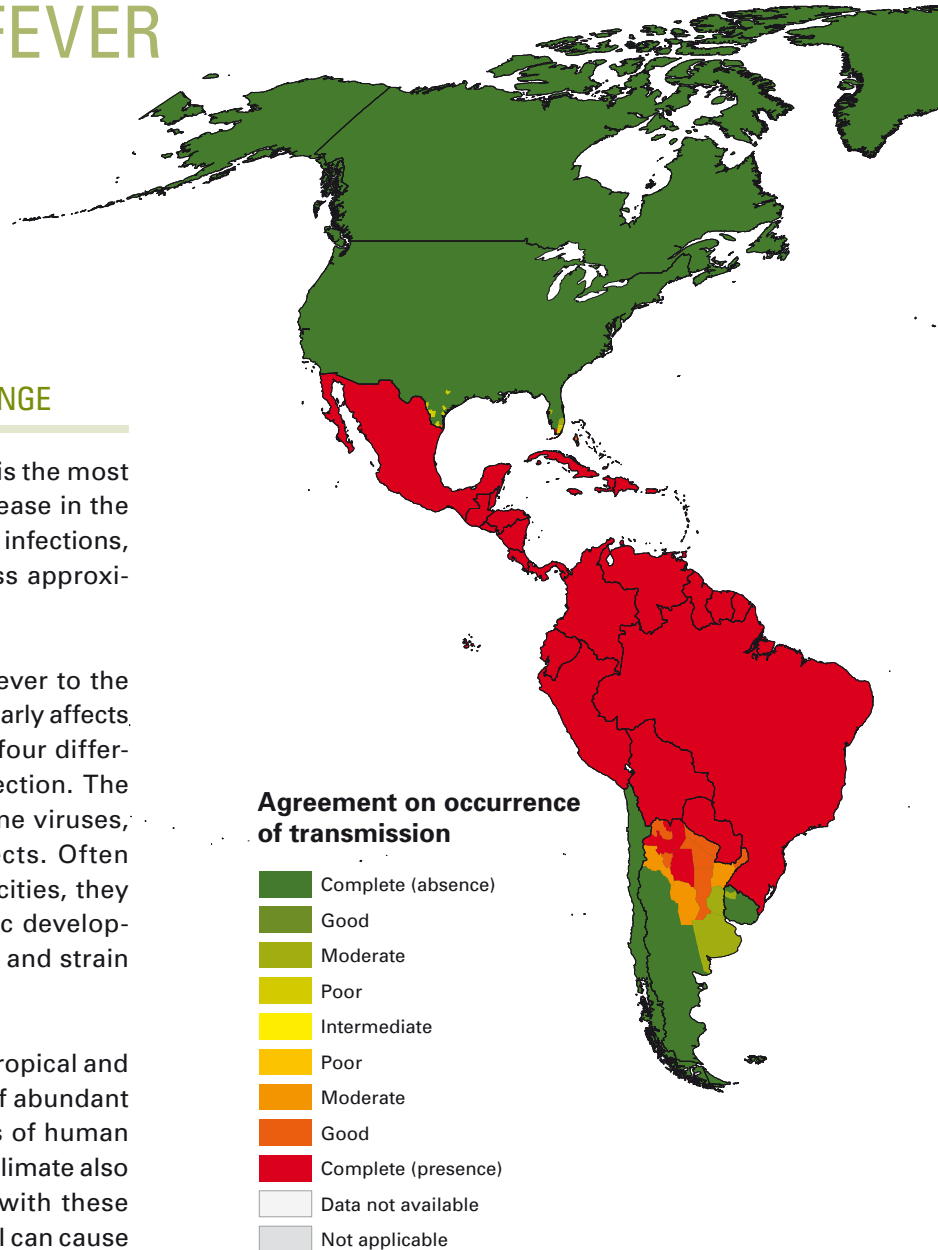 FEVER
NGE
is the most
ease in the
infections,
ss approxi-
ever to the
arly affects
four differ-
ection. The
ne viruses,
ects. Often
cities, they
c develop-
and strain
ropical and
f abundant
s of human
limate also
with these
l can cause
Agreement on occurrence
of transmission
Complete (absence)
Good
Moderate
Poor
Intermediate
Poor
Moderate
Good
Complete (presence)
Data not available
Not applicable